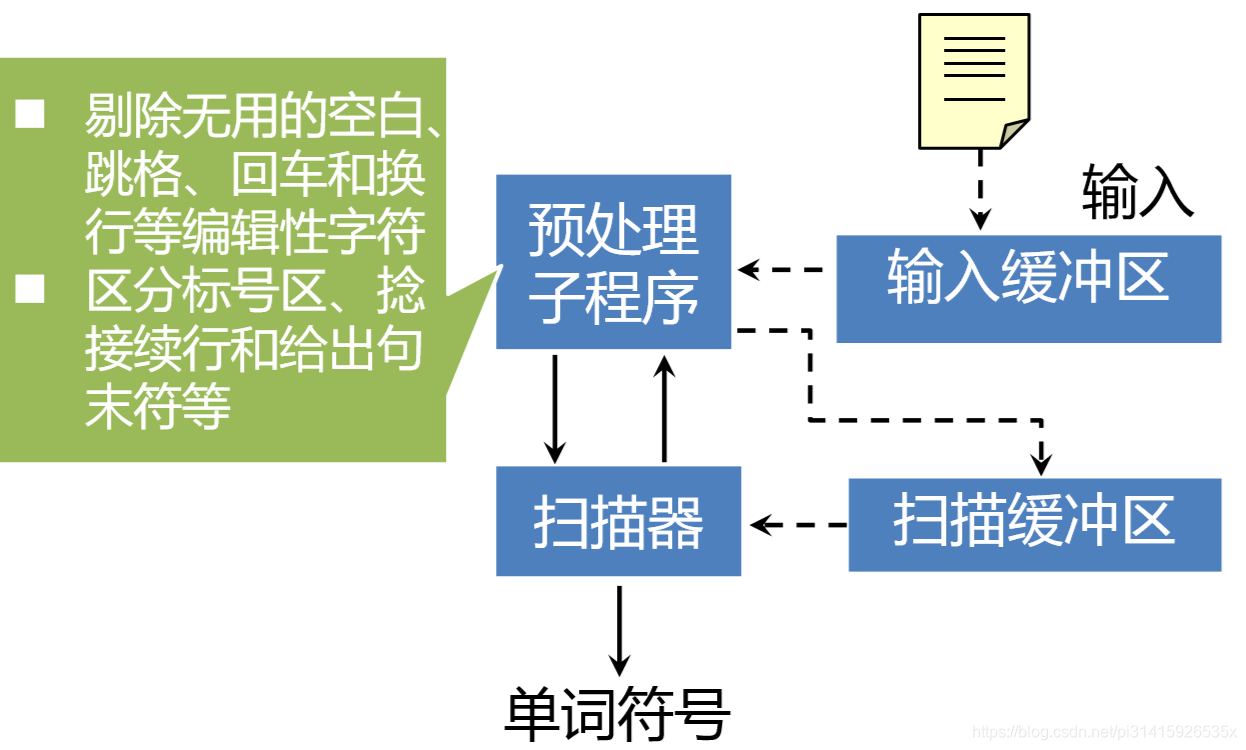 剔除无用的空白、
跳格、回车和换
行等编辑性字符
区分标号区、捻
接续行和给出句
末符等
输入
预处理
子程序
输入缓冲区
扫描器
扫描缓冲区
单词符号
https://blog.csdn.net/pi31415926535x